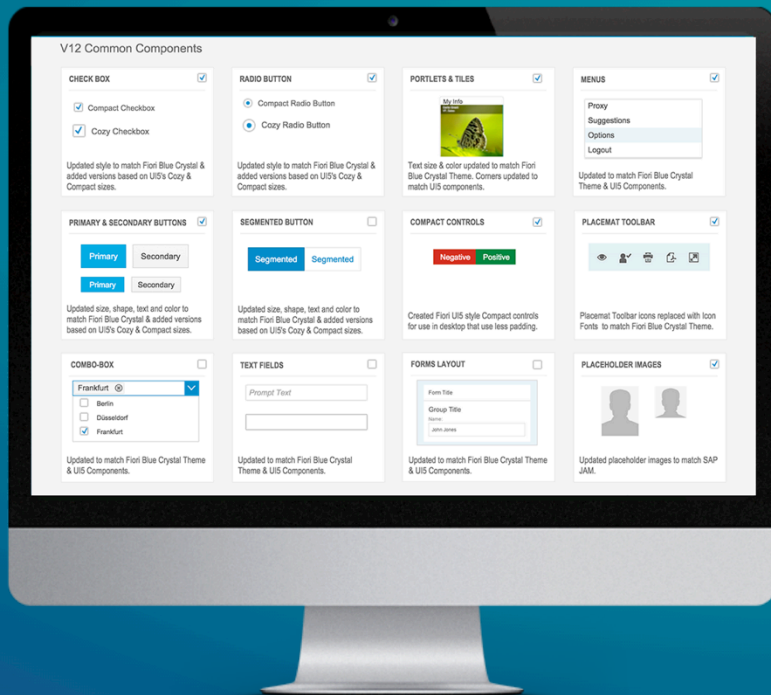 V12 Common Components
CHECK BOX
Compact Checkbox
Cozy Checkbox
Updated style to match Fiori Blue Crystal &
added versions based on UI5's Cozy &
Compact sizes.
RADIO BUTTON
Compact Radio Button
Cozy Radio Button
Updated style to match Fiori Blue Crystal &
added versions based on UI5's Cozy &
Compact sizes.
PORTLETS & TILES
My Info
Text size & color updated to match Fiori
Blue Crystal Theme. Corners updated to
match UI5 components.
MENUS
Proxy
Suggestions
Options
Logout
Updated to match Fiori Blue Crystal
Theme & UI5 Components.
PRIMARY & SECONDARY BUTTONS
Primary
Secondary
Primary
Secondary
Updated size, shape, text and color to
match Fiori Blue Crystal & added versions
based on UI5's Cozy & Compact sizes.
SEGMENTED BUTTON
Segmented
Segmented
Updated size, shape, text and color to
match Fiori Blue Crystal & added versions
based on UI5's Cozy & Compact sizes.
COMPACT CONTROLS
Negative
Positive
Created Fiori UI5 style Compact controls
for use in desktop that use less padding.
PLACEMAT TOOLBAR
Placemat Toolbar icons replaced with Icon
Fonts to match Fiori Blue Crystal Theme.
COMBO-BOX
Frankfurt
Berlin
Düsseldorf
Frankfurt
Updated to match Fiori Blue Crystal Theme
& UI5 Components.
TEXT FIELDS
Prompt Text
Updated to match Fiori Blue Crystal
Theme & UI5 Components.
FORMS LAYOUT
Form Title
Group Title
Name:
John Jones
Updated to match Fiori Blue Crystal Theme
& UI5 Components.
PLACEHOLDER IMAGES
Updated placeholder images to match SAP
JAM.